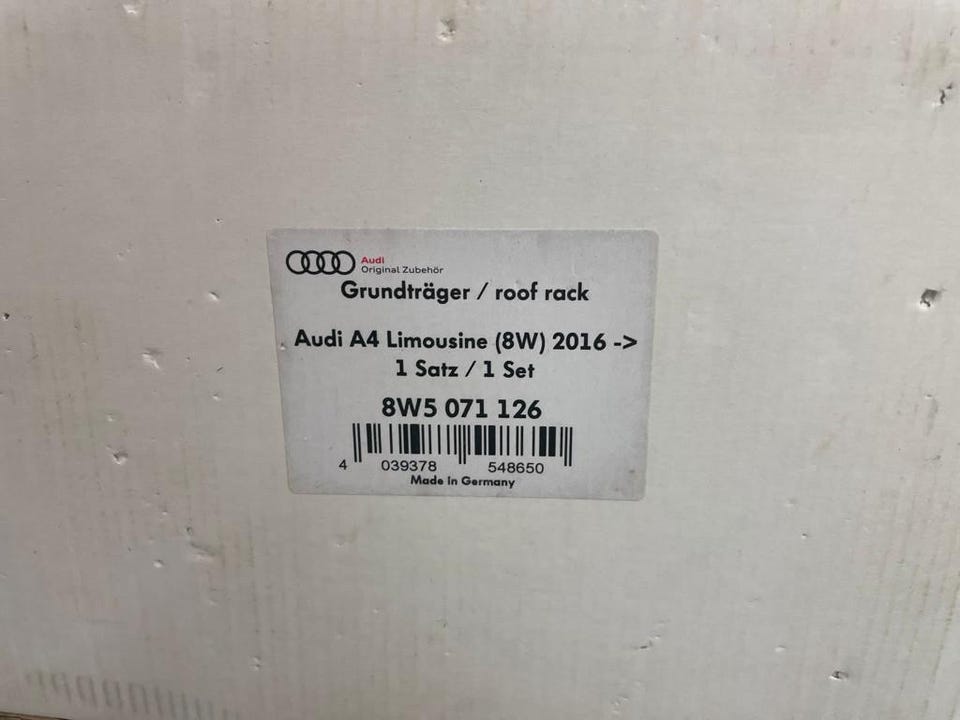 Audi
Original Zubehör
Grundträger / roof rack
Audi A4 Limousine (8W) 2016 ->
1 Satz / 1 Set
8W5 071 126
4 039378 548650
Made in Germany